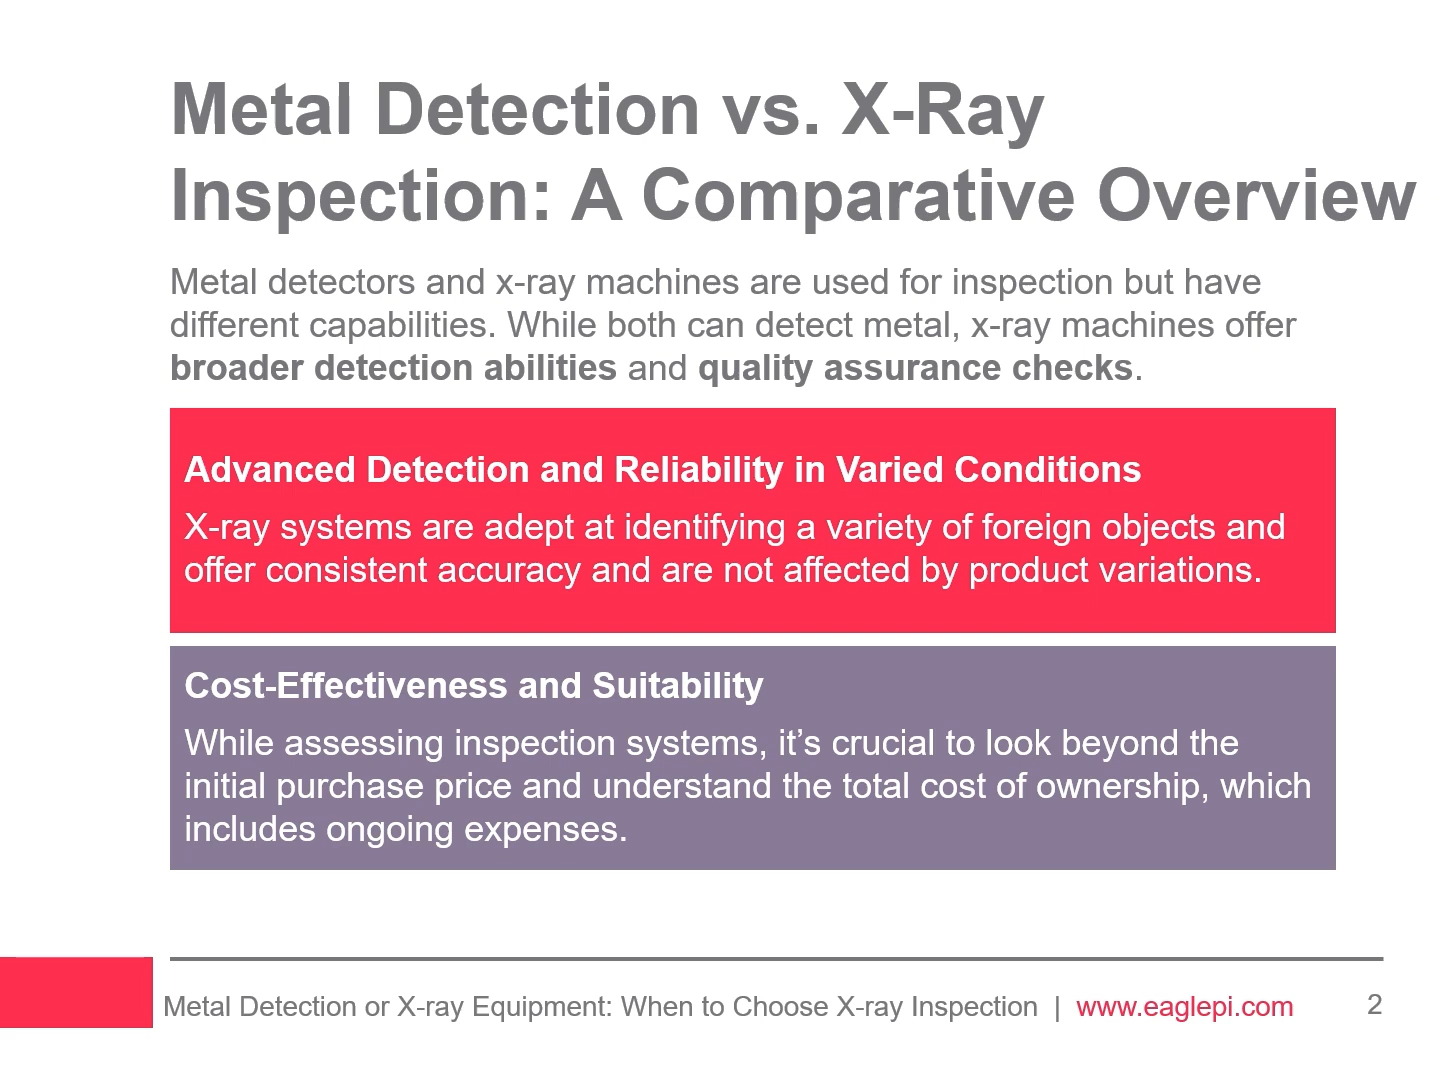 Metal Detection vs. X-Ray
Inspection: A Comparative Overview
Metal detectors and x-ray machines are used for inspection but have
different capabilities. While both can detect metal, x-ray machines offer
broader detection abilities and quality assurance checks.
Advanced Detection and Reliability in Varied Conditions
X-ray systems are adept at identifying a variety of foreign objects and
offer consistent accuracy and are not affected by product variations.
Cost-Effectiveness and Suitability
While assessing inspection systems, it’s crucial to look beyond the
initial purchase price and understand the total cost of ownership, which
includes ongoing expenses.
Metal Detection or X-ray Equipment: When to Choose X-ray Inspection | www.eaglepi.com 2